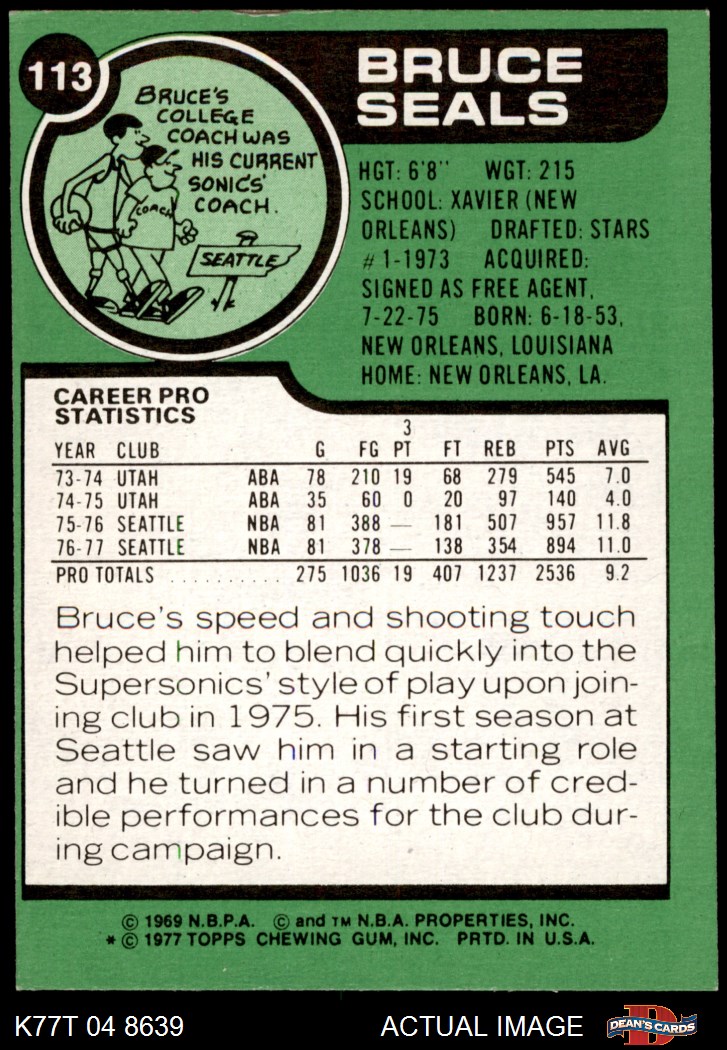 113
BRUCE'S
COLLEGE
COACH WAS
HIS CURRENT
SONICS'
COACH.
COACH
SEATTLE
BRUCE
SEALS
HGT: 6'8" WGT: 215
SCHOOL: XAVIER (NEW
ORLEANS) DRAFTED: STARS
#1-1973 ACQUIRED:
SIGNED AS FREE AGENT,
7-22-75 BORN: 6-18-53,
NEW ORLEANS, LOUISIANA
HOME: NEW ORLEANS, LA.
CAREER PRO
STATISTICS
YEAR CLUB G FG 3 PT FT REB PTS AVG
73-74 UTAH ABA 78 210 19 68 279 545 7.0
74-75 UTAH ABA 35 60 0 20 97 140 4.0
75-76 SEATTLE NBA 81 388 — 181 507 957 11.8
76-77 SEATTLE NBA 81 378 — 138 354 894 11.0
PRO TOTALS .......... 275 1036 19 407 1237 2536 9.2
Bruce's speed and shooting touch
helped him to blend quickly into the
Supersonics' style of play upon join-
ing club in 1975. His first season at
Seattle saw him in a starting role
and he turned in a number of cred-
ible performances for the club dur-
ing campaign.
© 1969 N.B.P.A. © and TM N.B.A. PROPERTIES, INC.
* © 1977 TOPPS CHEWING GUM, INC. PRTD. IN U.S.A.
K77T 04 8639 ACTUAL IMAGE D DEAN'S CARDS